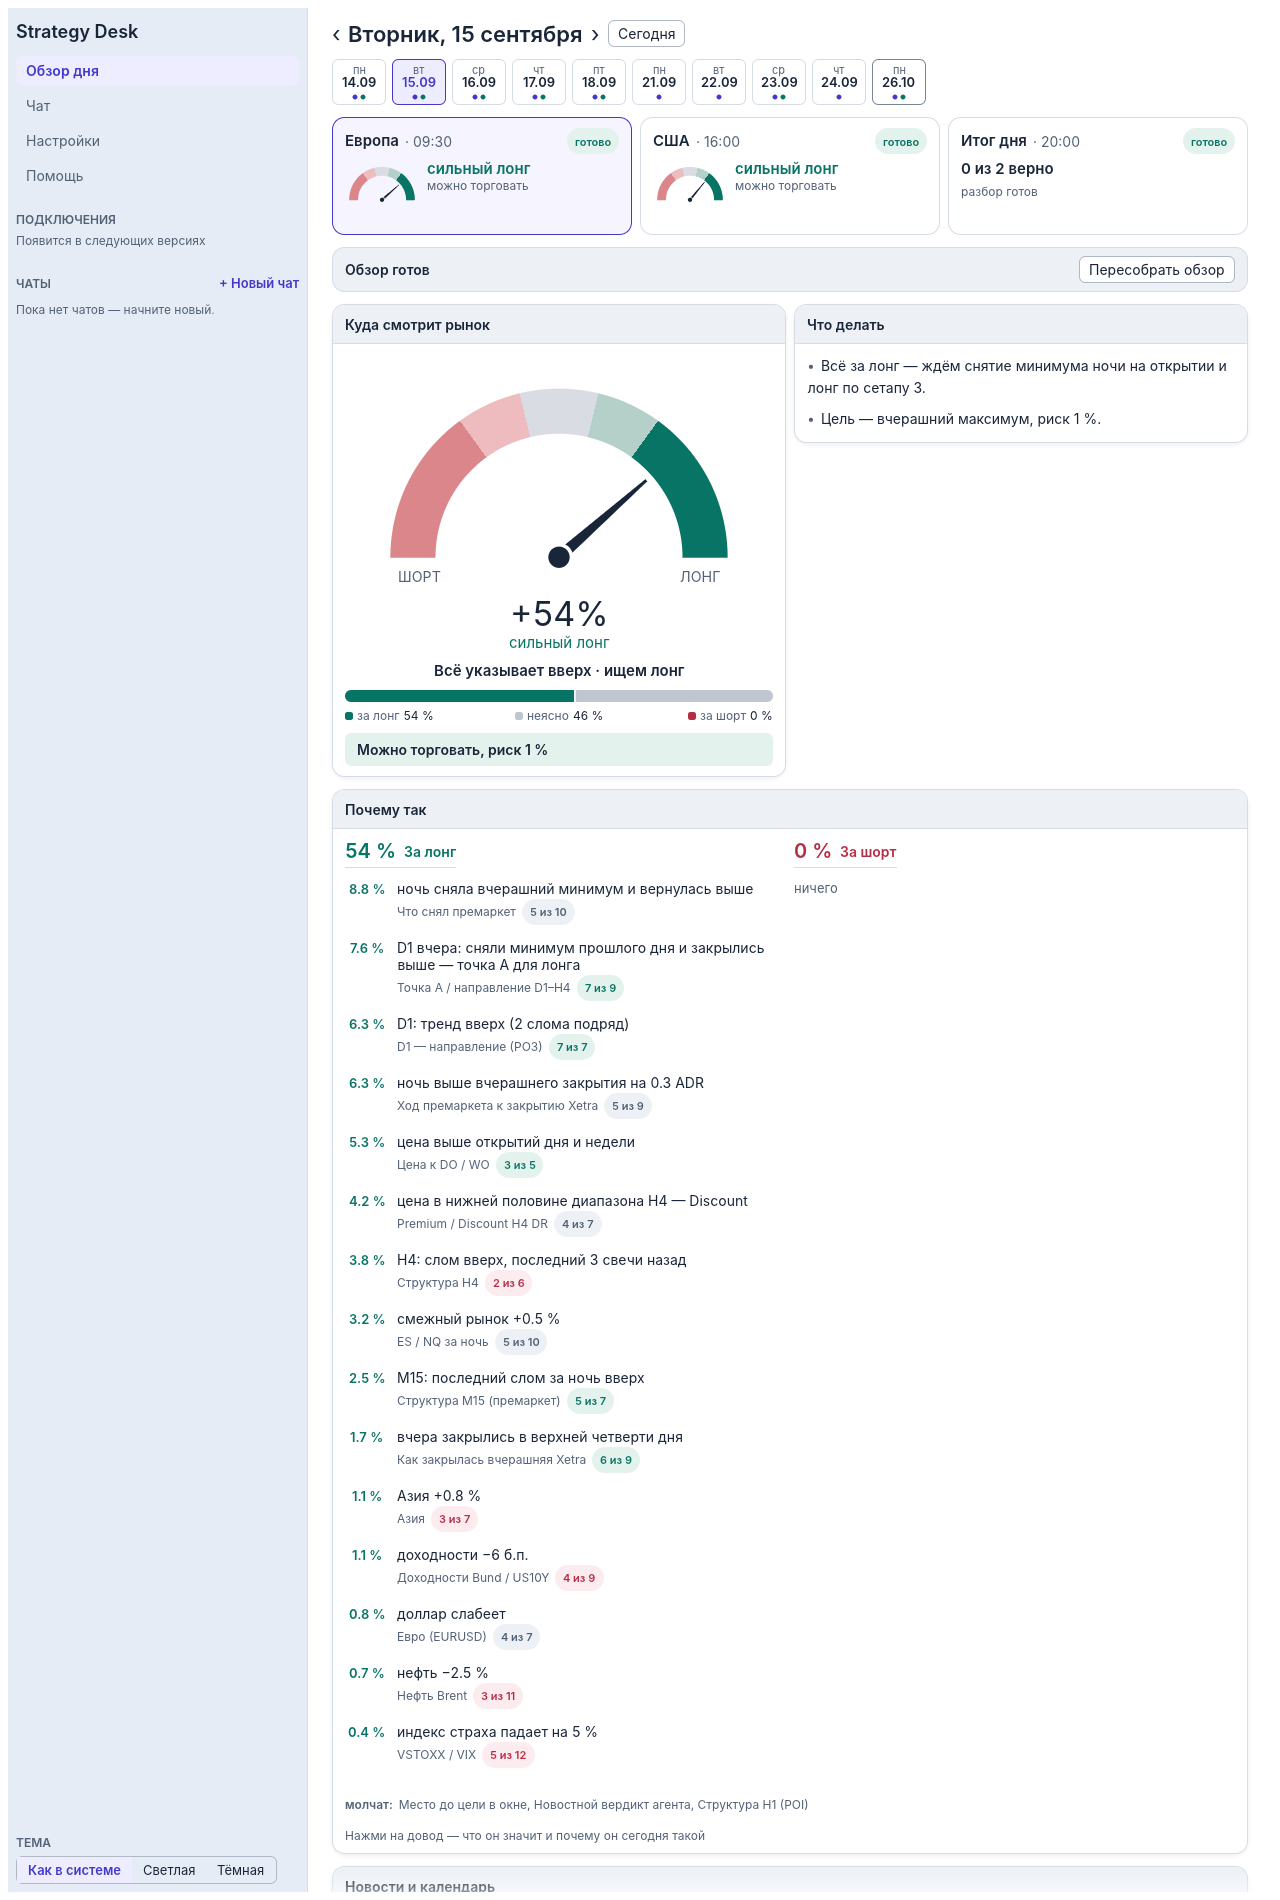 Strategy Desk
Обзор дня
Чат
Настройки
Помощь
ПОДКЛЮЧЕНИЯ
Появится в следующих версиях
ЧАТЫ
+ Новый чат
Пока нет чатов — начните новый.
ТЕМА
Как в системе Светлая Тёмная
‹ Вторник, 15 сентября › Сегодня
пн вт ср чт пт пн вт ср чт пн
14.09 15.09 16.09 17.09 18.09 21.09 22.09 23.09 24.09 26.10
Европа · 09:30 готово
СИЛЬНЫЙ ЛОНГ
можно торговать
США · 16:00 готово
СИЛЬНЫЙ ЛОНГ
можно торговать
Итог дня · 20:00 готово
0 из 2 верно
разбор готов
Обзор готов
Пересобрать обзор
Куда смотрит рынок
ШОРТ ЛОНГ
+54%
СИЛЬНЫЙ ЛОНГ
Всё указывает вверх · ищем лонг
за лонг 54 % неясно 46 % за шорт 0 %
Можно торговать, риск 1 %
Что делать
• Всё за лонг — ждём снятие минимума ночи на открытии и
лонг по сетапу 3.
• Цель — вчерашний максимум, риск 1 %.
Почему так
54 % За лонг
8.8 % ночь сняла вчерашний минимум и вернулась выше
Что снял премаркет 5 из 10
7.6 % D1 вчера: сняли минимум прошлого дня и закрылись
выше — точка А для лонга
Точка А / направление D1–H4 7 из 9
6.3 % D1: тренд вверх (2 слома подряд)
D1 — направление (РОЗ) 7 из 7
6.3 % ночь выше вчерашнего закрытия на 0.3 ADR
Ход премаркета к закрытию Xetra 5 из 9
5.3 % цена выше открытий дня и недели
Цена к DO / WO 3 из 5
4.2 % цена в нижней половине диапазона H4 — Discount
Premium / Discount H4 DR 4 из 7
3.8 % H4: слом вверх, последний 3 свечи назад
Структура H4 2 из 6
3.2 % смежный рынок +0.5 %
ES / NQ за ночь 5 из 10
2.5 % M15: последний слом за ночь вверх
Структура M15 (премаркет) 5 из 7
1.7 % вчера закрылись в верхней четверти дня
Как закрылась вчерашняя Xetra 6 из 9
1.1 % Азия +0.8 %
Азия 3 из 7
1.1 % доходности −6 б.п.
Доходности Bund / US10Y 4 из 9
0.8 % доллар слабеет
Евро (EURUSD) 4 из 7
0.7 % нефть −2.5 %
Нефть Brent 3 из 11
0.4 % индекс страха падает на 5 %
VSTOXX / VIX 5 из 12
0 % За шорт
ничего
молчат: Место до цели в окне, Новостной вердикт агента, Структура H1 (POI)
Нажми на довод — что он значит и почему он сегодня такой
Новости и календарь